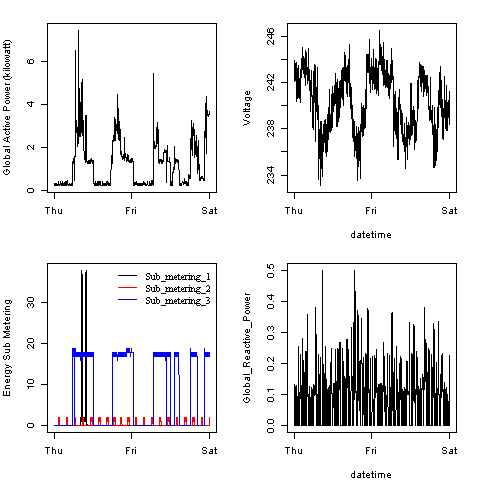 Global Active Power (kilowatt)
0 2 4 6
Thu Fri Sat
Voltage
234 238 242 246
Thu Fri Sat
datetime
Energy Sub Metering
0 10 20 30
Sub_metering_1
Sub_metering_2
Sub_metering_3
Thu Fri Sat
Global_Reactive_Power
0.0 0.1 0.2 0.3 0.4 0.5
Thu Fri Sat
datetime